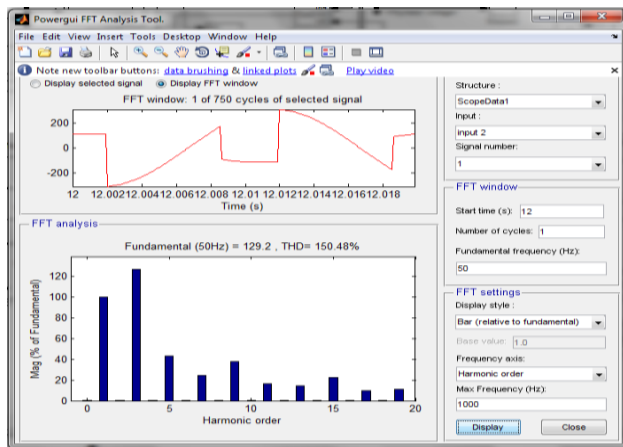 Powergui FFT Analysis Tool.
File Edit View Insert Tools Desktop Window Help
Note new toolbar buttons: data brushing & linked plots Play video
Display selected signal Display FFT window
FFT window: 1 of 750 cycles of selected signal
200
0
-200
12 12.002 12.004 12.006 12.008 12.01 12.012 12.014 12.016 12.018
Time (s)
FFT analysis
Fundamental (50Hz) = 129.2 , THD= 150.48%
Mag (% of Fundamental)
120
100
80
60
40
20
0
0 5 10 15 20
Harmonic order
Structure :
ScopeData1
Input :
input 2
Signal number:
1
FFT window
Start time (s): 12
Number of cycles: 1
Fundamental frequency (Hz):
50
FFT settings
Display style :
Bar (relative to fundamental)
Base value: 1.0
Frequency axis:
Harmonic order
Max Frequency (Hz):
1000
Display Close